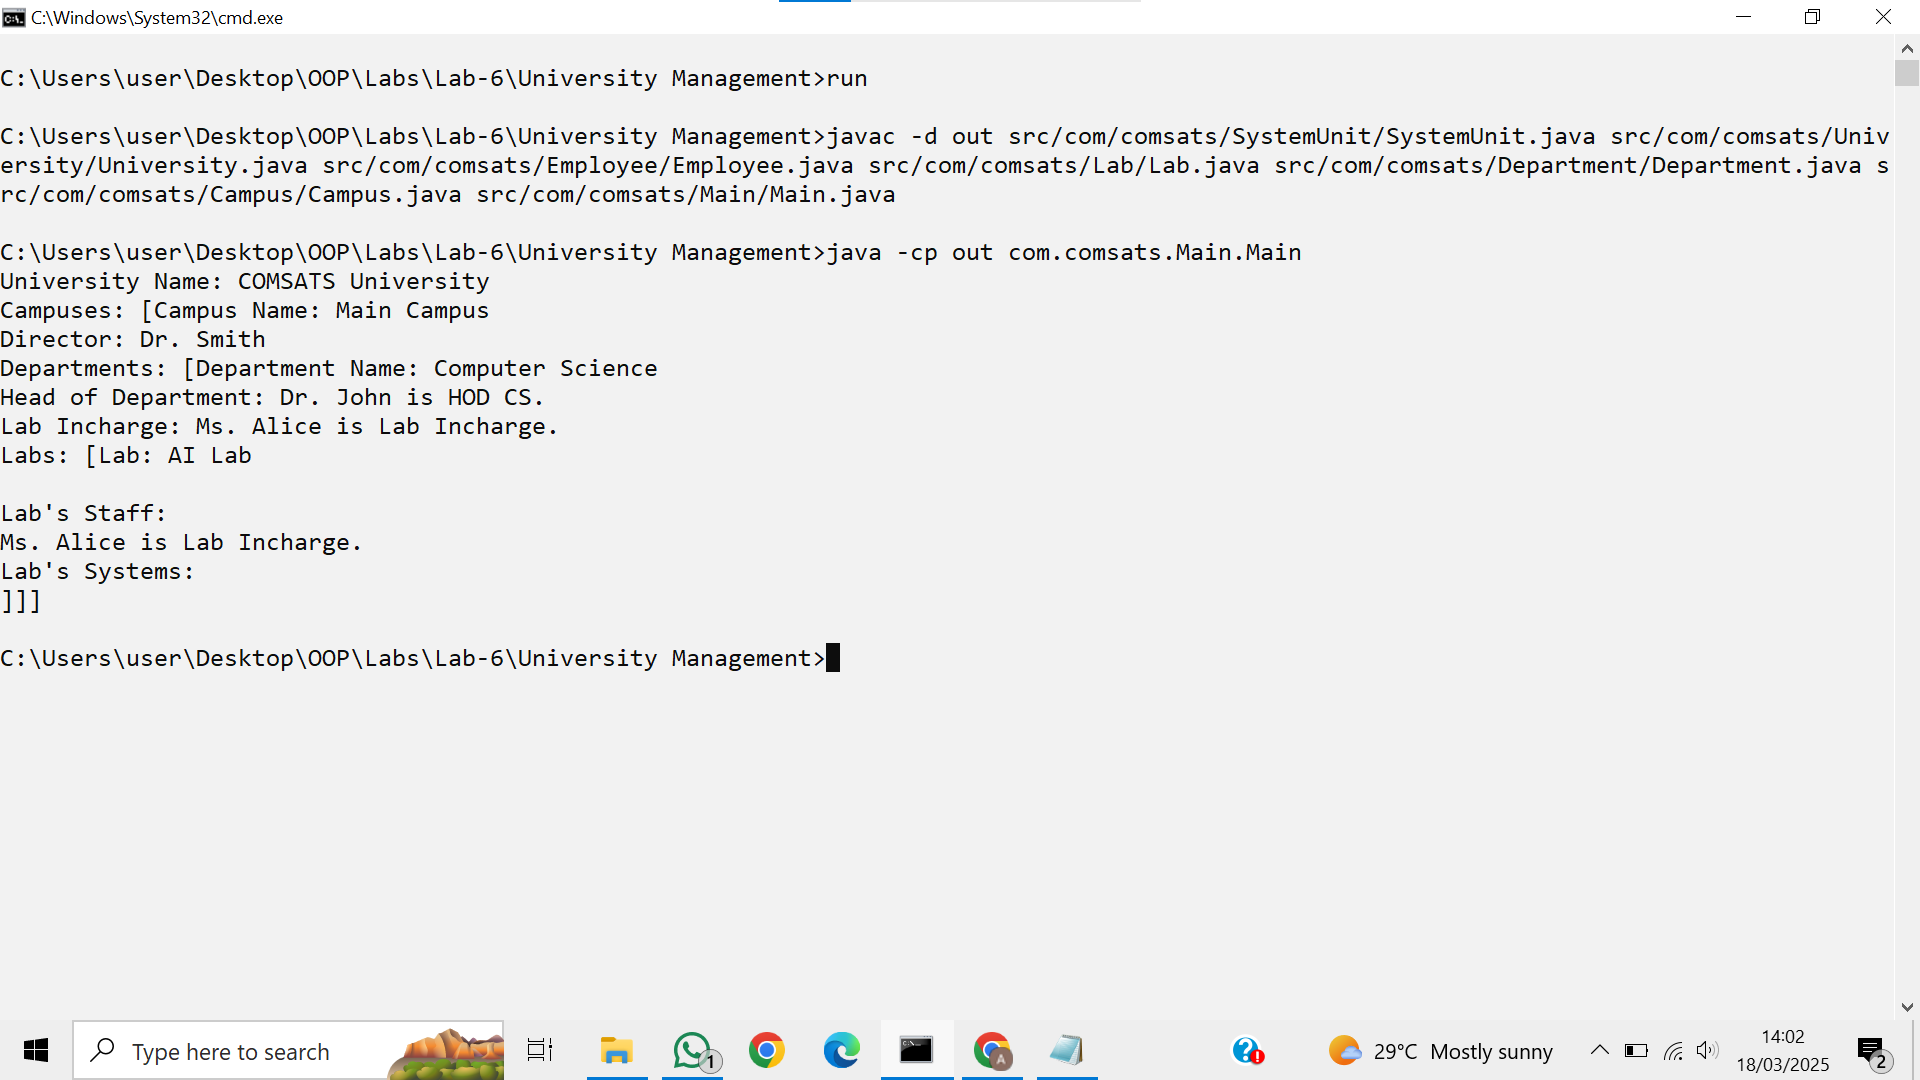 C:\Windows\System32\cmd.exe
C:\Users\user\Desktop\OOP\Labs\Lab-6\University Management>run
C:\Users\user\Desktop\OOP\Labs\Lab-6\University Management>javac -d out src/com/comsats/SystemUnit/SystemUnit.java src/com/comsats/Univ
ersity/University.java src/com/comsats/Employee/Employee.java src/com/comsats/Lab/Lab.java src/com/comsats/Department/Department.java s
rc/com/comsats/Campus/Campus.java src/com/comsats/Main/Main.java
C:\Users\user\Desktop\OOP\Labs\Lab-6\University Management>java -cp out com.comsats.Main.Main
University Name: COMSATS University
Campuses: [Campus Name: Main Campus
Director: Dr. Smith
Departments: [Department Name: Computer Science
Head of Department: Dr. John is HOD CS.
Lab Incharge: Ms. Alice is Lab Incharge.
Labs: [Lab: AI Lab
Lab's Staff:
Ms. Alice is Lab Incharge.
Lab's Systems:
]]]
C:\Users\user\Desktop\OOP\Labs\Lab-6\University Management>
Type here to search
1
A
29°C Mostly sunny
14:02
18/03/2025
2